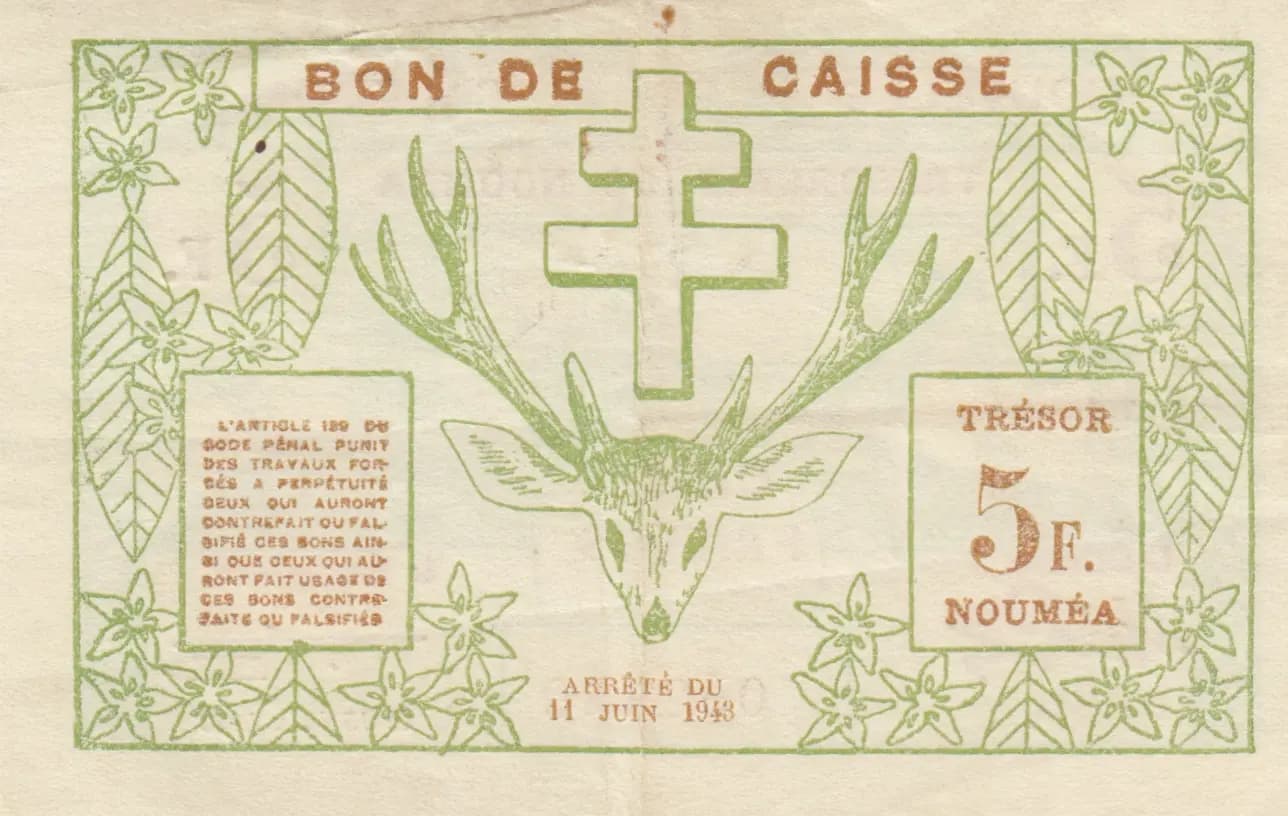 BON DE CAISSE
L'ARTICLE 139 DU
CODE PÉNAL PUNIT
DES TRAVAUX FOR-
CÉS A PERPÉTUITÉ
CEUX QUI AURONT
CONTREFAIT OU FAL-
SIFIÉ CES BONS AIN-
SI QUE CEUX QUI AU-
RONT FAIT USAGE DE
CES BONS CONTRE-
FAITS OU FALSIFIÉS
TRÉSOR
5F.
NOUMÉA
ARRÊTÉ DU
11 JUIN 1943